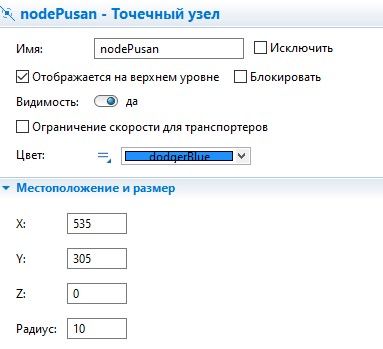 nodePusan - Точечный узел
Имя: nodePusan Исключить
Отображается на верхнем уровне Блокировать
Видимость: да
Ограничение скорости для транспортеров
Цвет: dodgerBlue
Местоположение и размер
X: 535
Y: 305
Z: 0
Радиус: 10